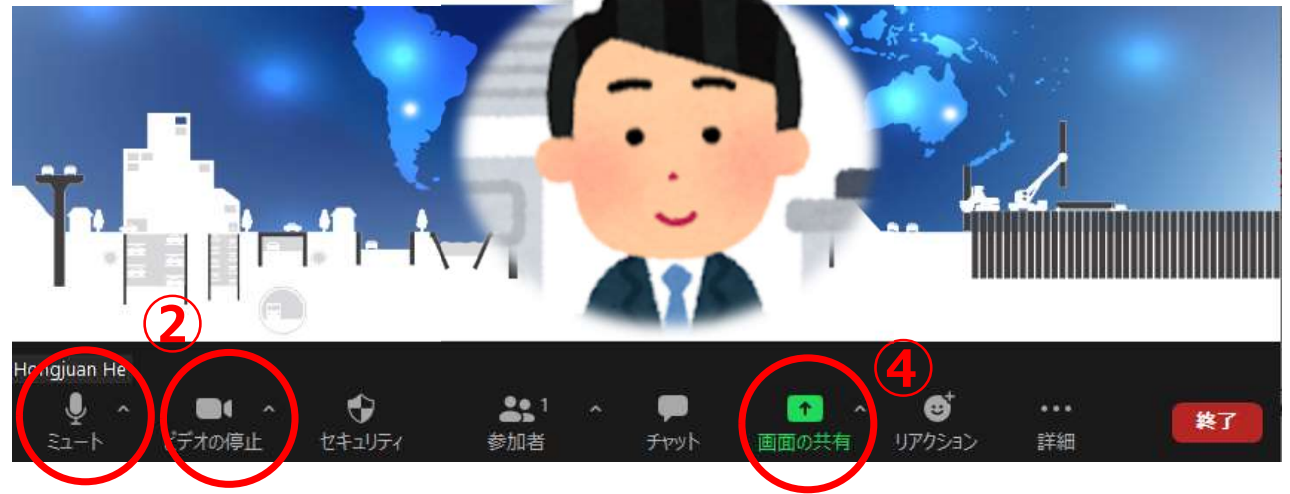 ②
④
Hongjuan He
1
ミュート
ビデオの停止
セキュリティ
参加者
チャット
画面の共有
リアクション
詳細
終了